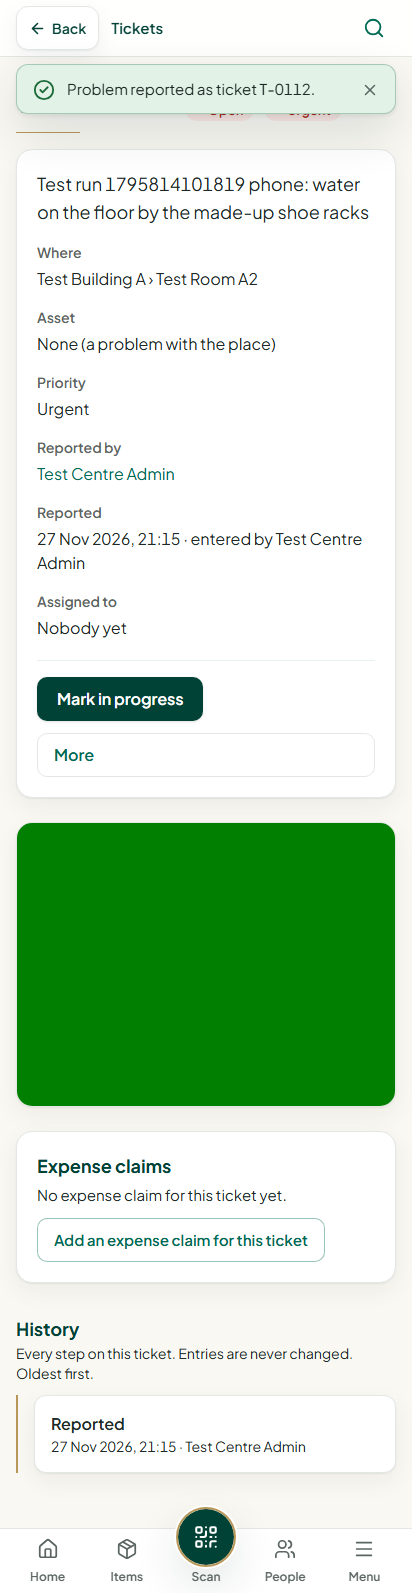 Back
Tickets
Problem reported as ticket T-0112.
Test run 1795814101819 phone: water
on the floor by the made-up shoe racks
Where
Test Building A › Test Room A2
Asset
None (a problem with the place)
Priority
Urgent
Reported by
Test Centre Admin
Reported
27 Nov 2026, 21:15 · entered by Test Centre
Admin
Assigned to
Nobody yet
Mark in progress
More
Expense claims
No expense claim for this ticket yet.
Add an expense claim for this ticket
History
Every step on this ticket. Entries are never changed.
Oldest first.
Reported
27 Nov 2026, 21:15 · Test Centre Admin
Home
Items
Scan
People
Menu